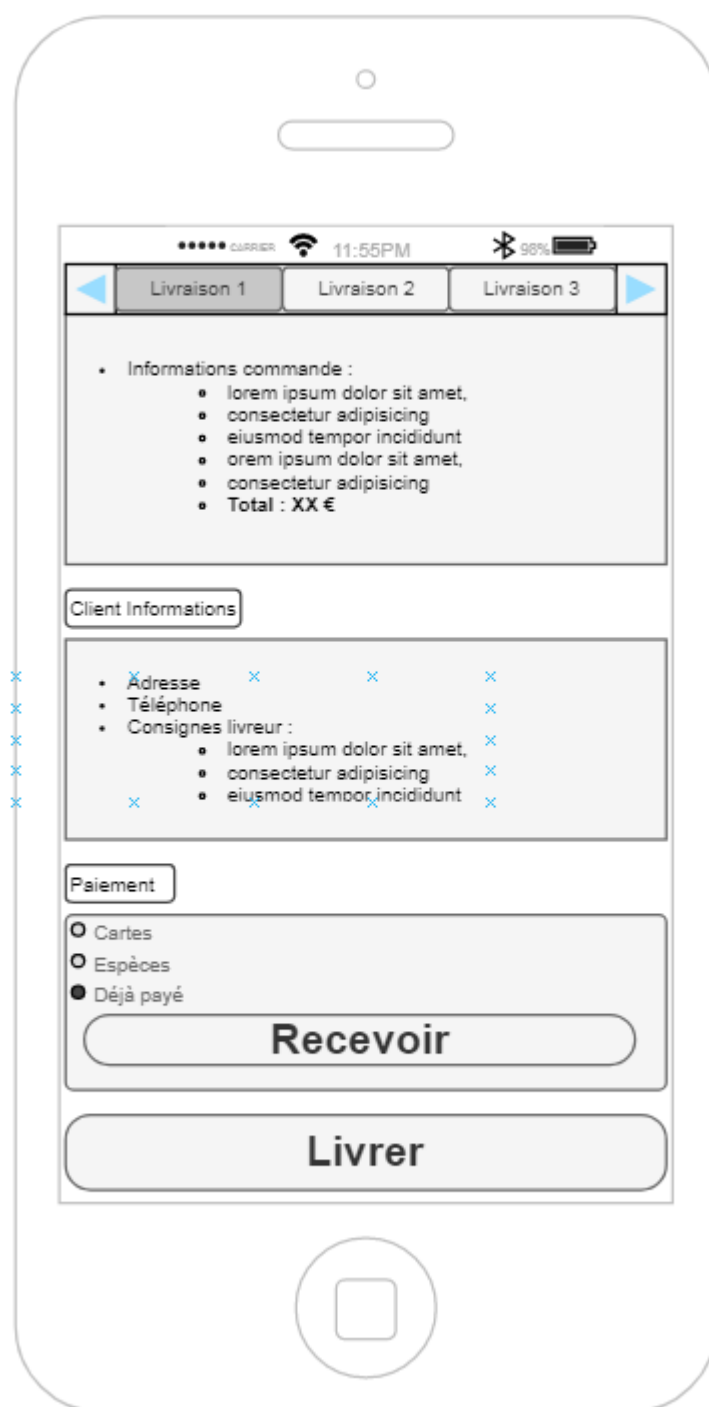 CARRIER 11:55PM 98%
Livraison 1 Livraison 2 Livraison 3
Informations commande :
lorem ipsum dolor sit amet,
consectetur adipisicing
eiusmod tempor incididunt
orem ipsum dolor sit amet,
consectetur adipisicing
Total : XX €
Client Informations
Adresse
Téléphone
Consignes livreur :
lorem ipsum dolor sit amet,
consectetur adipisicing
eiusmod tempor incididunt
Paiement
Cartes
Espèces
Déjà payé
Recevoir
Livrer